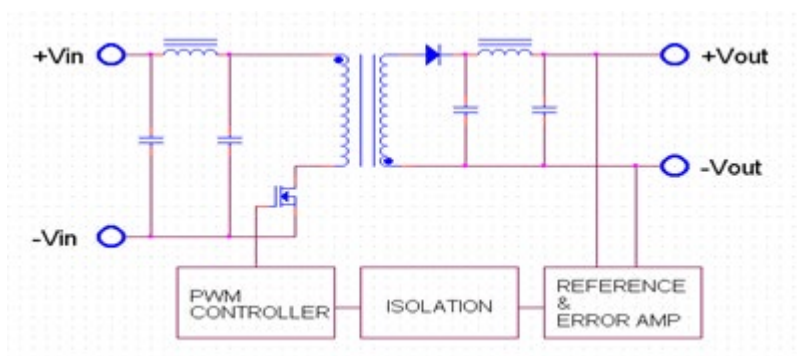 +Vin
+Vout
-Vout
-Vin
PWM
CONTROLLER
ISOLATION
REFERENCE
&
ERROR AMP